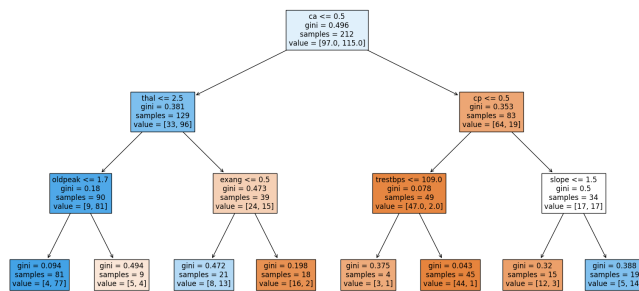 ca <= 0.5
gini = 0.496
samples = 212
value = [97.0, 115.0]
thal <= 2.5
gini = 0.381
samples = 129
value = [33, 96]
cp <= 0.5
gini = 0.353
samples = 83
value = [64, 19]
oldpeak <= 1.7
gini = 0.18
samples = 90
value = [9, 81]
exang <= 0.5
gini = 0.473
samples = 39
value = [24, 15]
trestbps <= 109.0
gini = 0.078
samples = 49
value = [47.0, 2.0]
slope <= 1.5
gini = 0.5
samples = 34
value = [17, 17]
gini = 0.094
samples = 81
value = [4, 77]
gini = 0.494
samples = 9
value = [5, 4]
gini = 0.472
samples = 21
value = [8, 13]
gini = 0.198
samples = 18
value = [16, 2]
gini = 0.375
samples = 4
value = [3, 1]
gini = 0.043
samples = 45
value = [44, 1]
gini = 0.32
samples = 15
value = [12, 3]
gini = 0.388
samples = 19
value = [5, 14